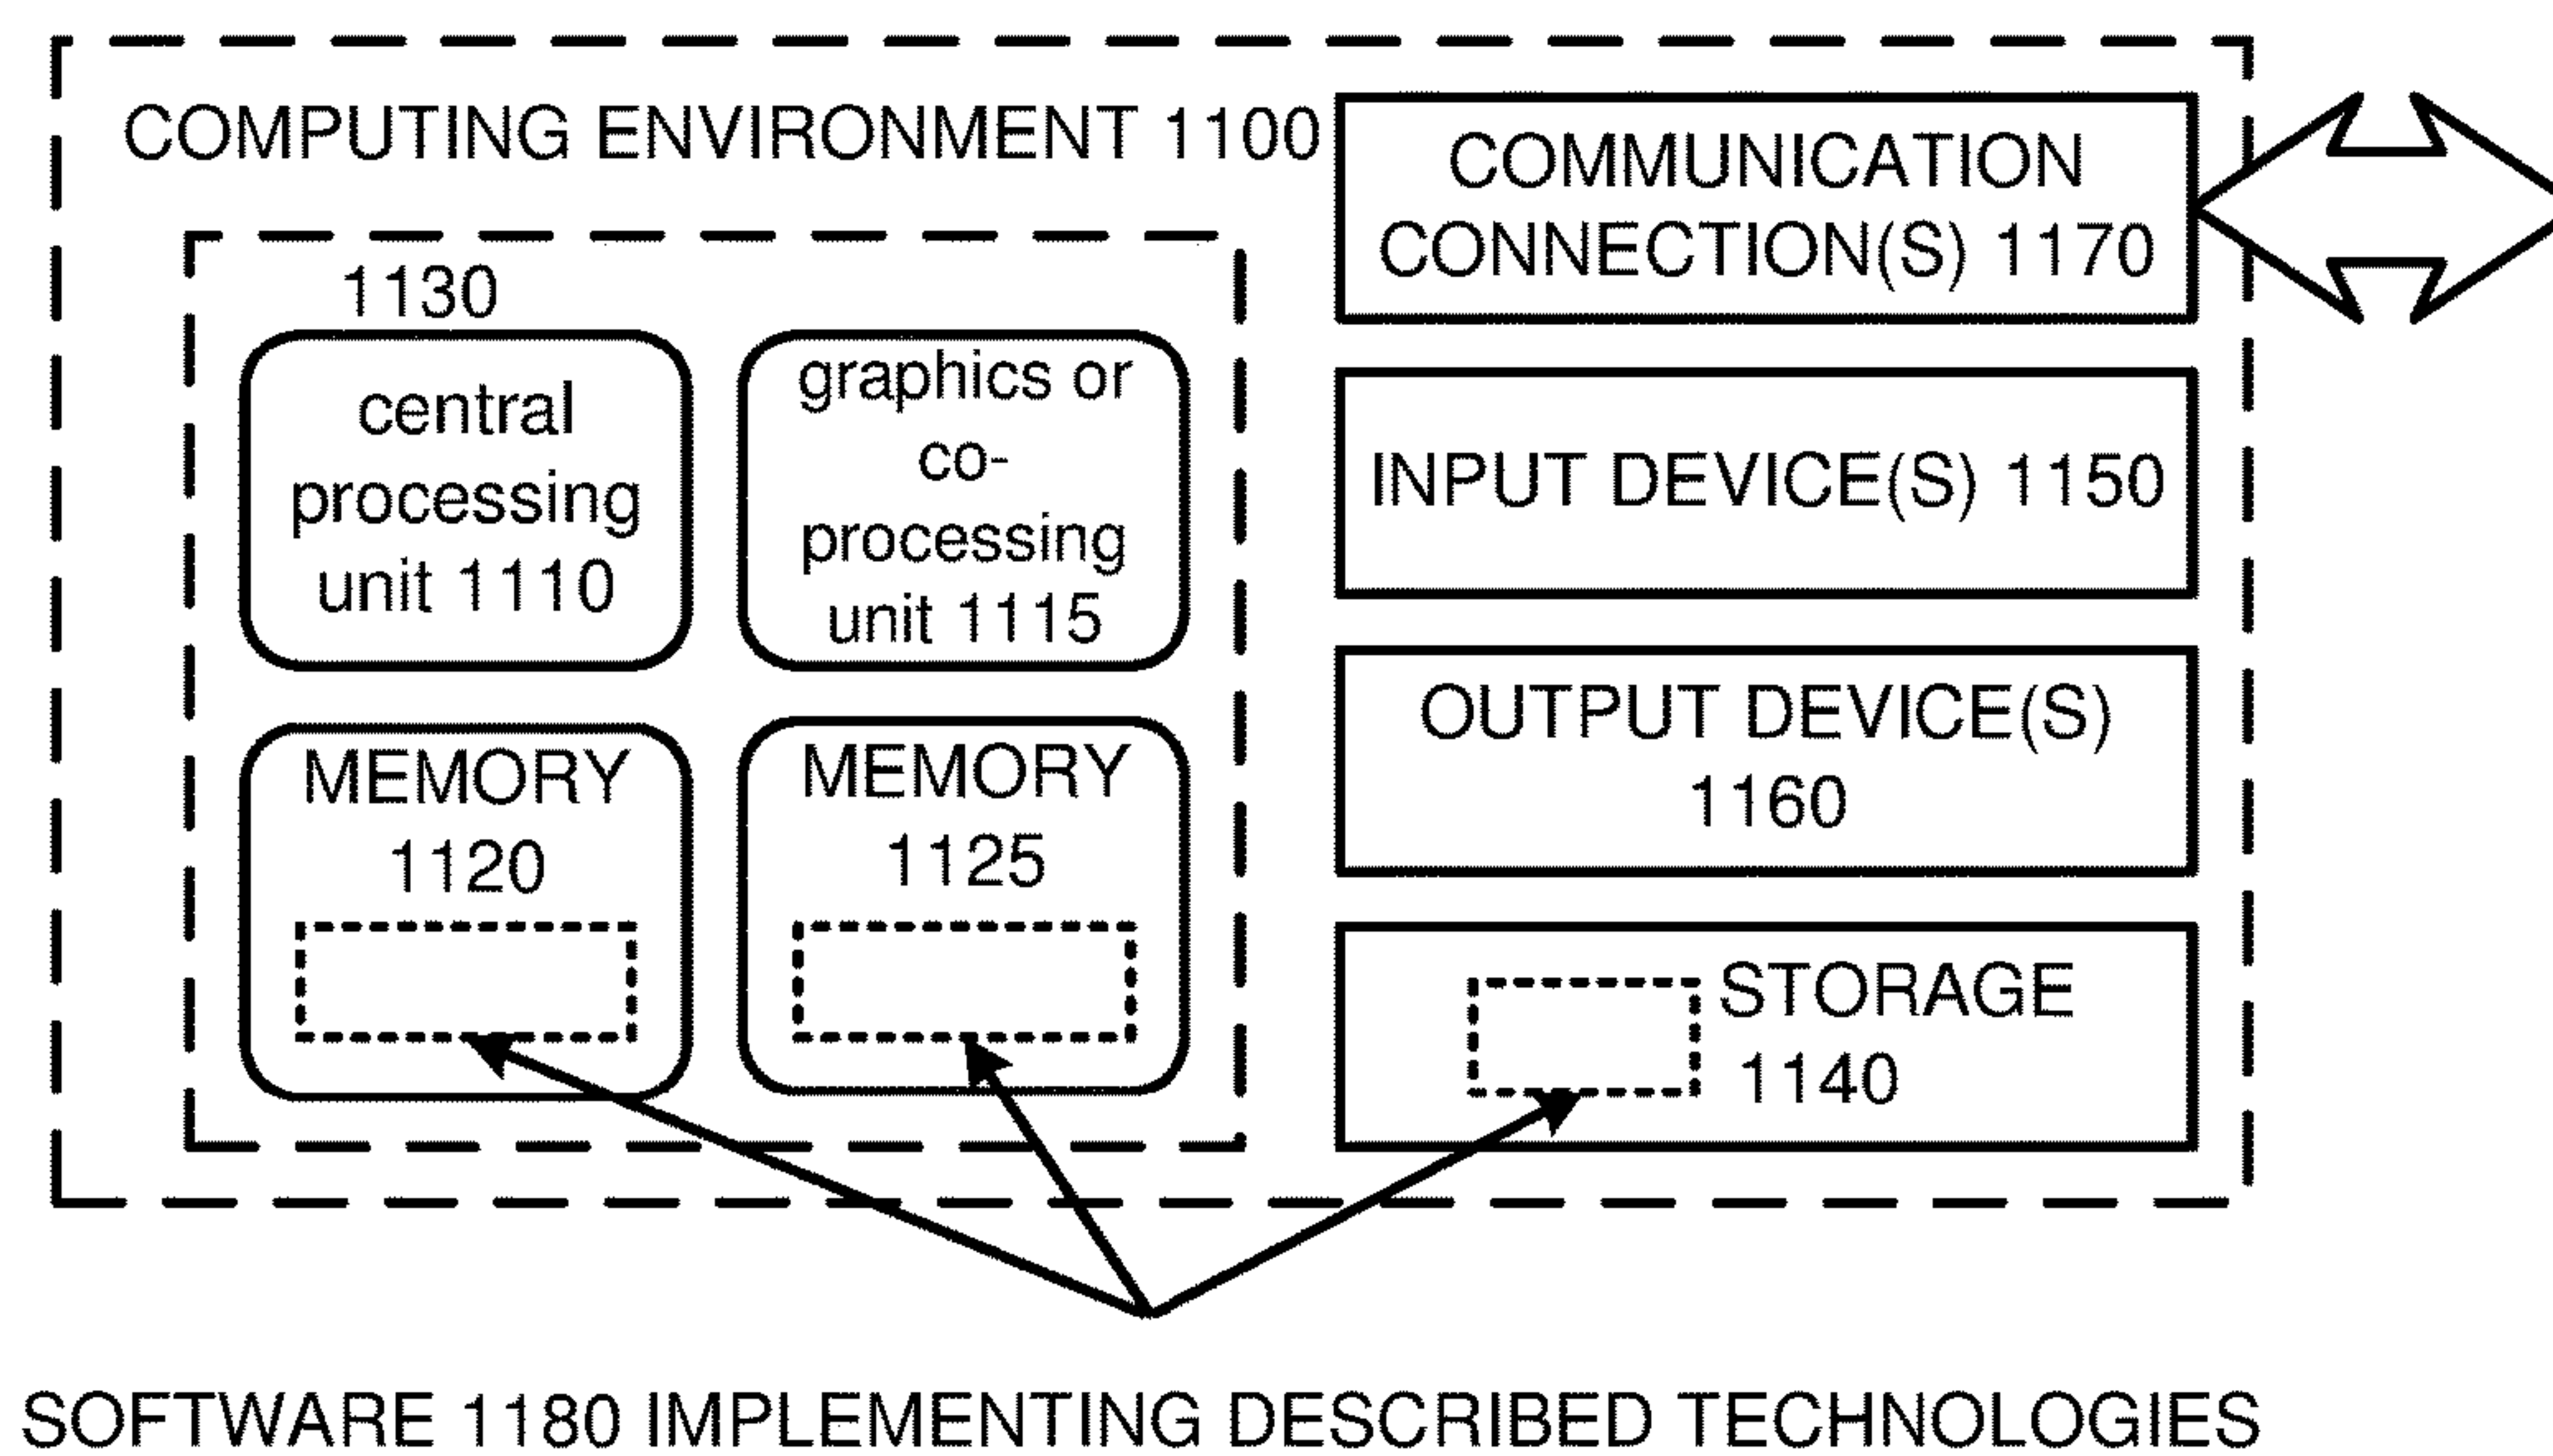 COMPUTING ENVIRONMENT 1100
1130
central
processing
unit 1110
graphics or
co-
processing
unit 1115
MEMORY
1120
MEMORY
1125
COMMUNICATION
CONNECTION(S) 1170
INPUT DEVICE(S) 1150
OUTPUT DEVICE(S)
1160
STORAGE
1140
SOFTWARE 1180 IMPLEMENTING DESCRIBED TECHNOLOGIES